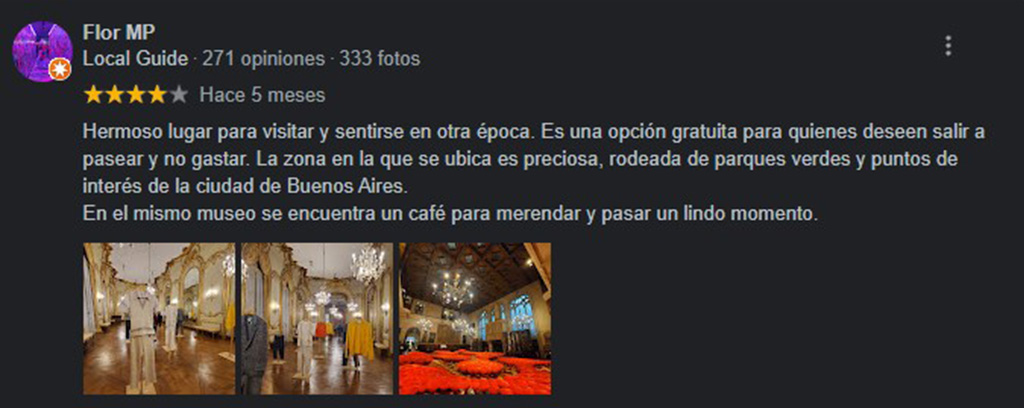 Flor MP
Local Guide · 271 opiniones · 333 fotos
Hace 5 meses
Hermoso lugar para visitar y sentirse en otra época. Es una opción gratuita para quienes deseen salir a
pasear y no gastar. La zona en la que se ubica es preciosa, rodeada de parques verdes y puntos de
interés de la ciudad de Buenos Aires.
En el mismo museo se encuentra un café para merendar y pasar un lindo momento.